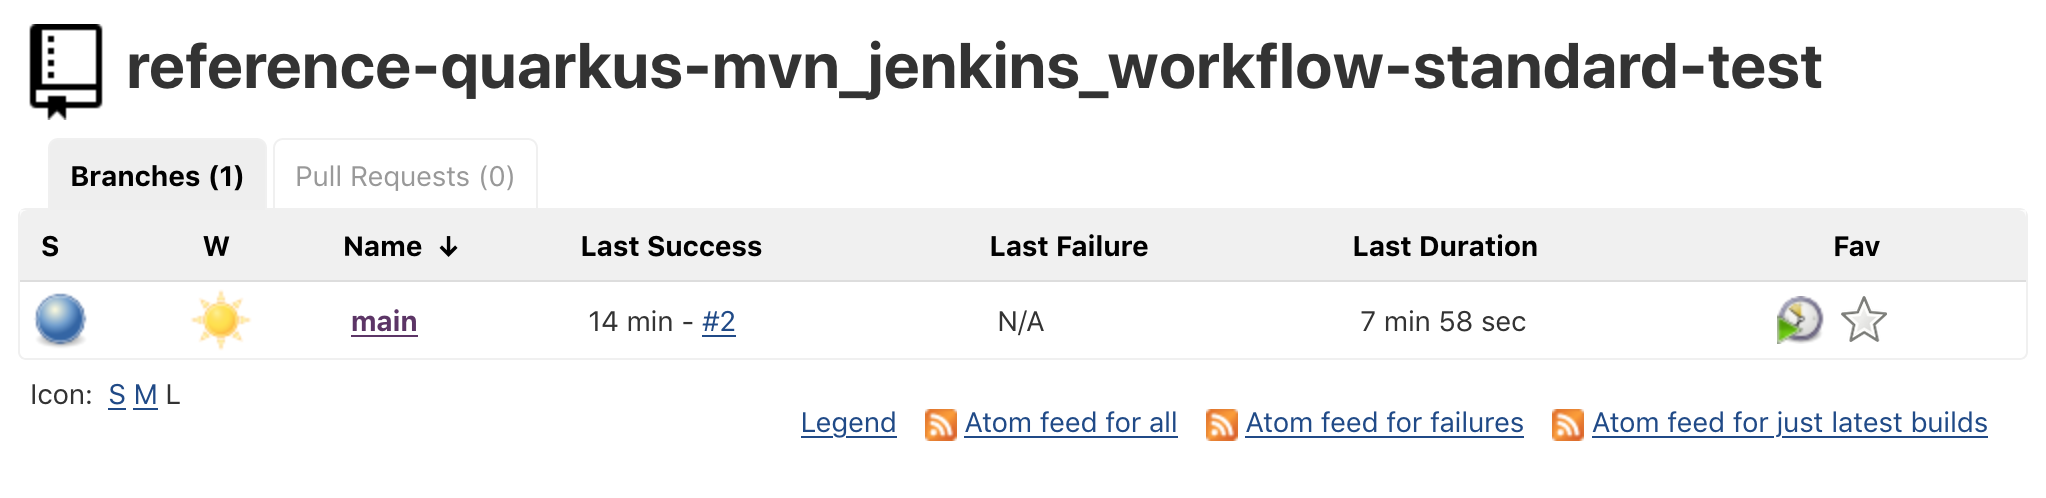 reference-quarkus-mvn_jenkins_workflow-standard-test
Branches (1) Pull Requests (0)
S W Name ↓ Last Success Last Failure Last Duration Fav
main 14 min - #2 N/A 7 min 58 sec
Icon: S M L
Legend Atom feed for all Atom feed for failures Atom feed for just latest builds